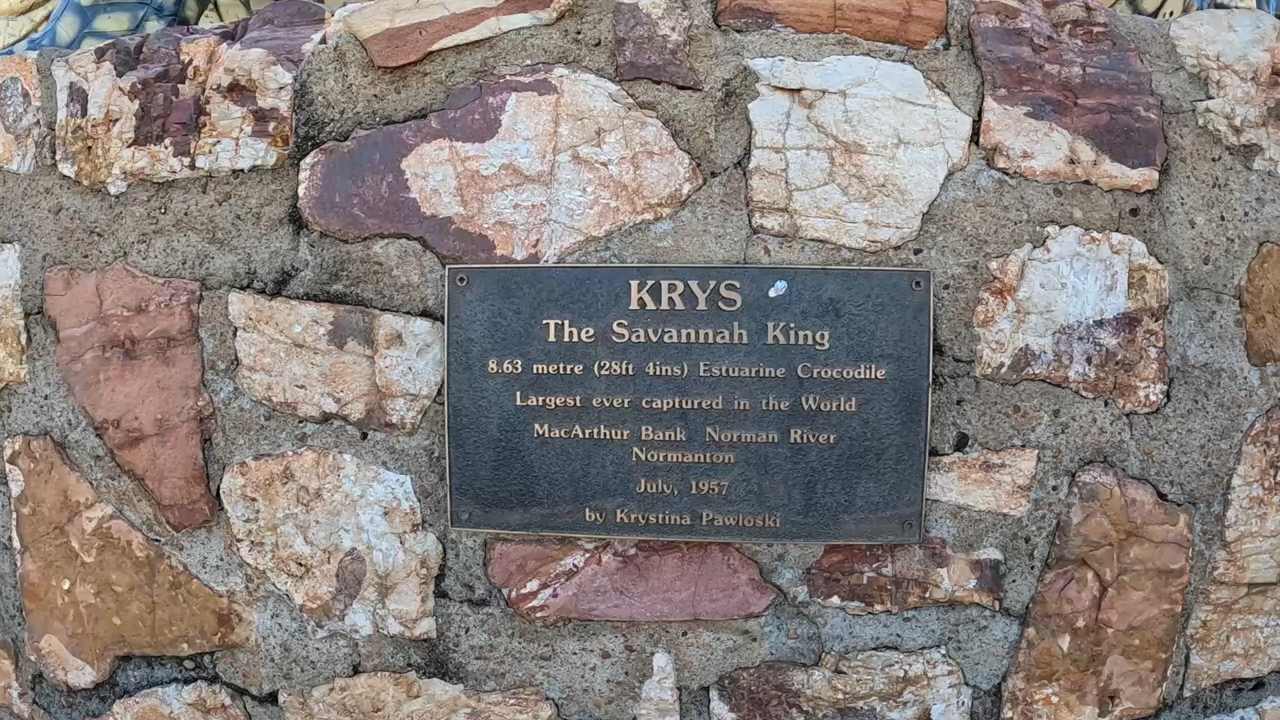 KRYS
The Savannah King
8.63 metre (28ft 4ins) Estuarine Crocodile
Largest ever captured in the World
MacArthur Bank Norman River
Normanton
July, 1957
by Krystina Pawloski